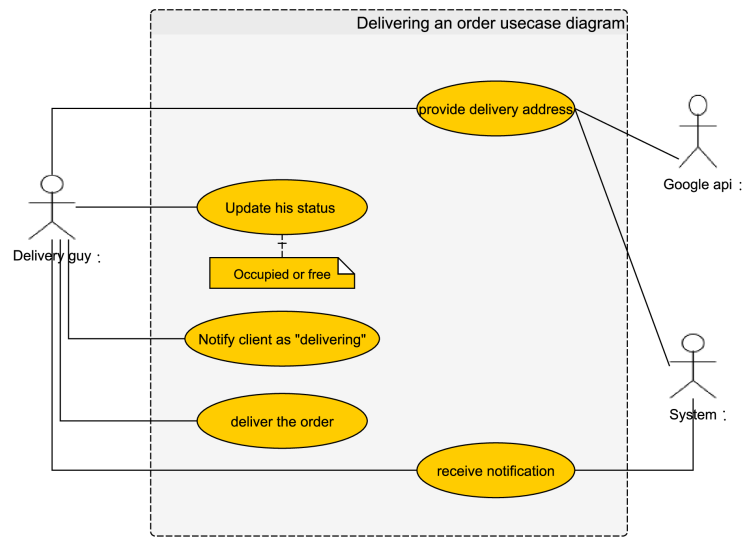 Delivering an order usecase diagram
provide delivery address
Google api :
Update his status
Delivery guy :
Occupied or free
Notify client as "delivering"
System :
deliver the order
receive notification